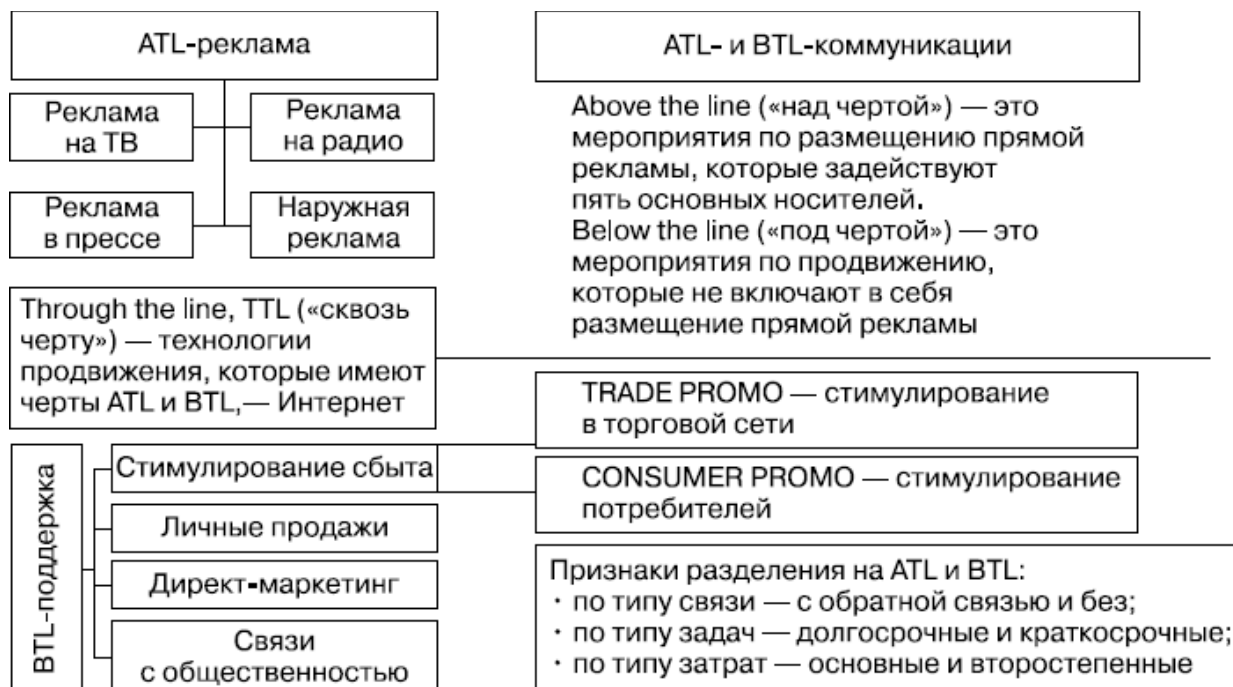 ATL-реклама
Реклама
на ТВ
Реклама
на радио
Реклама
в прессе
Наружная
реклама
ATL- и BTL-коммуникации
Above the line («над чертой») — это
мероприятия по размещению прямой
рекламы, которые задействуют
пять основных носителей.
Below the line («под чертой») — это
мероприятия по продвижению,
которые не включают в себя
размещение прямой рекламы
Through the line, TTL («сквозь
черту») — технологии
продвижения, которые имеют
черты ATL и BTL,— Интернет
BTL-поддержка
Стимулирование сбыта
Личные продажи
Директ-маркетинг
Связи
с общественностью
TRADE PROMO — стимулирование
в торговой сети
CONSUMER PROMO — стимулирование
потребителей
Признаки разделения на ATL и BTL:
· по типу связи — с обратной связью и без;
· по типу задач — долгосрочные и краткосрочные;
· по типу затрат — основные и второстепенные